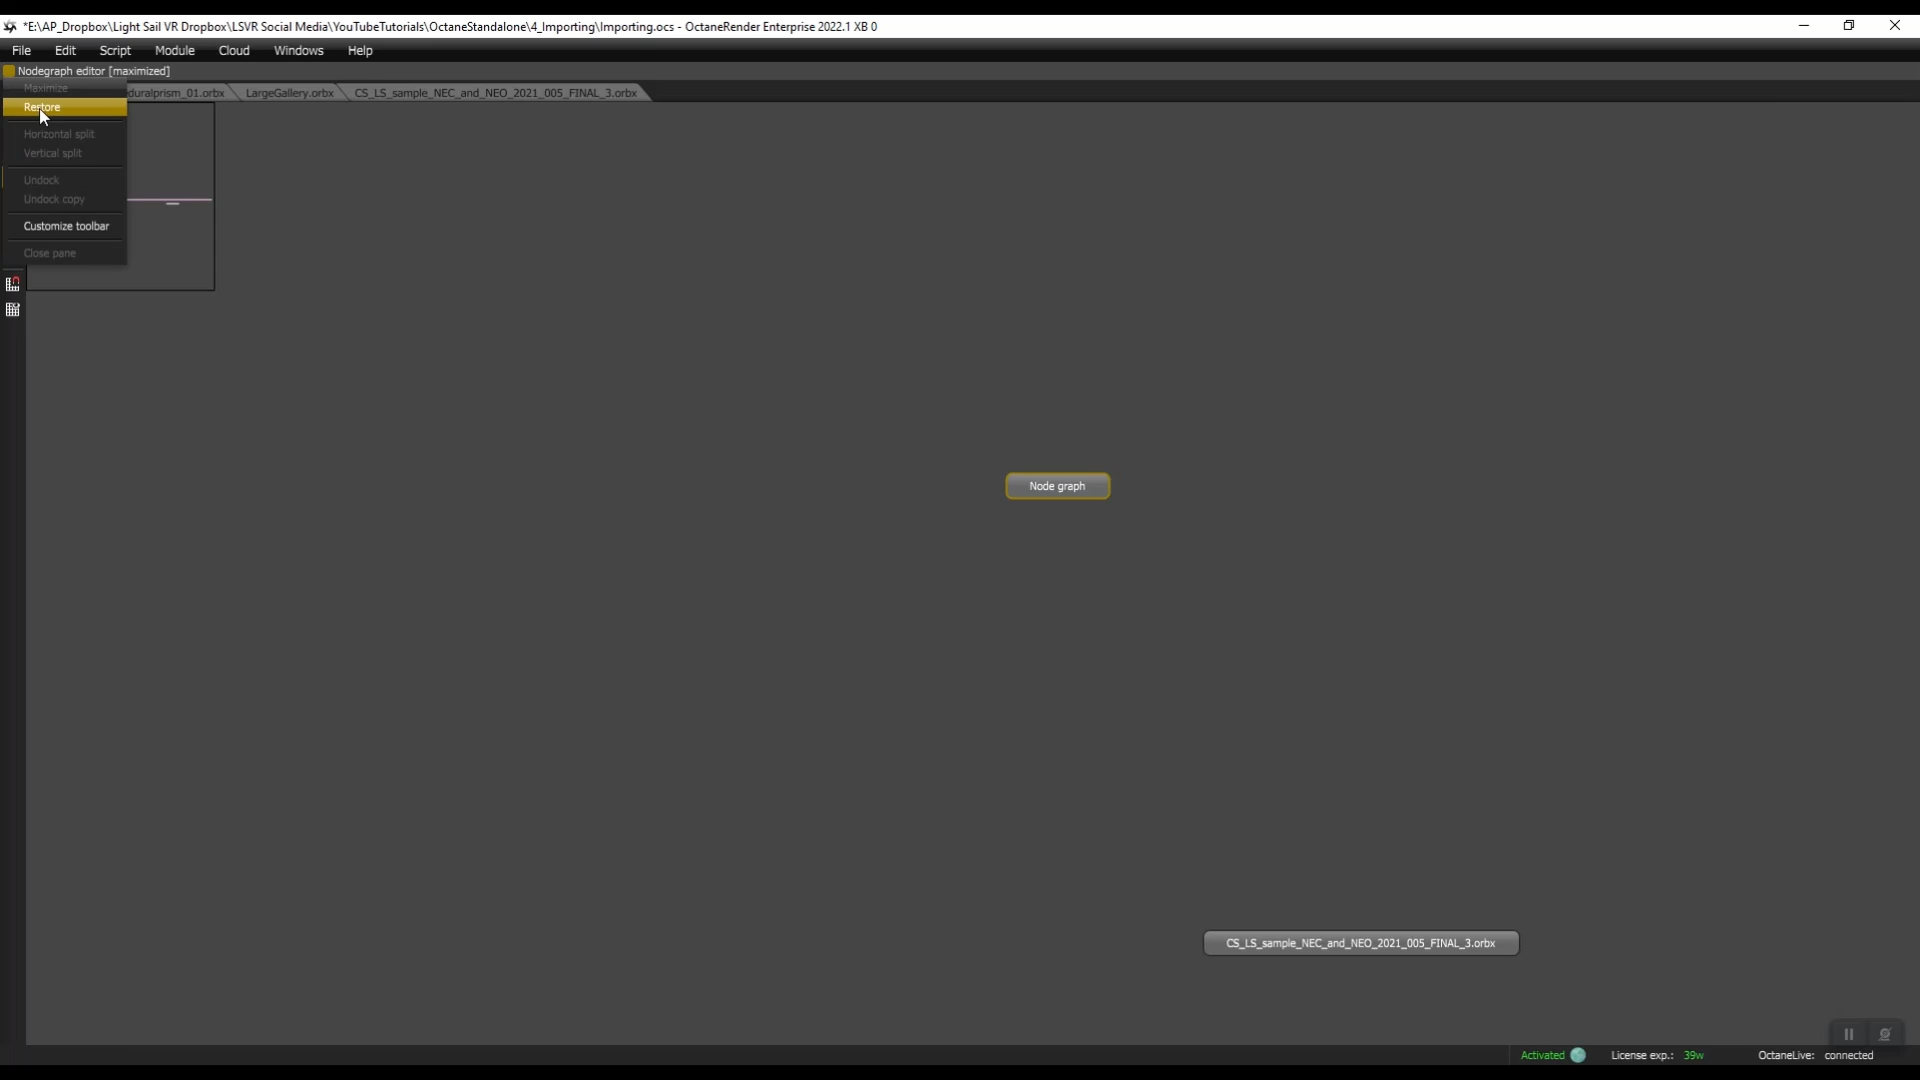 *E:\AP_Dropbox\Light Sail VR Dropbox\LSVR Social Media\YouTubeTutorials\OctaneStandalone\4_Importing\Importing.ocs - OctaneRender Enterprise 2022.1 XB 0
File Edit Script Module Cloud Windows Help
Nodegraph editor [maximized]
Maximize
duralprism_01.orbx LargeGallery.orbx CS_LS_sample_NEC_and_NEO_2021_005_FINAL_3.orbx
Restore
Horizontal split
Vertical split
Undock
Undock copy
Customize toolbar
Close pane
Node graph
CS_LS_sample_NEC_and_NEO_2021_005_FINAL_3.orbx
Activated License exp.: 39w OctaneLive: connected